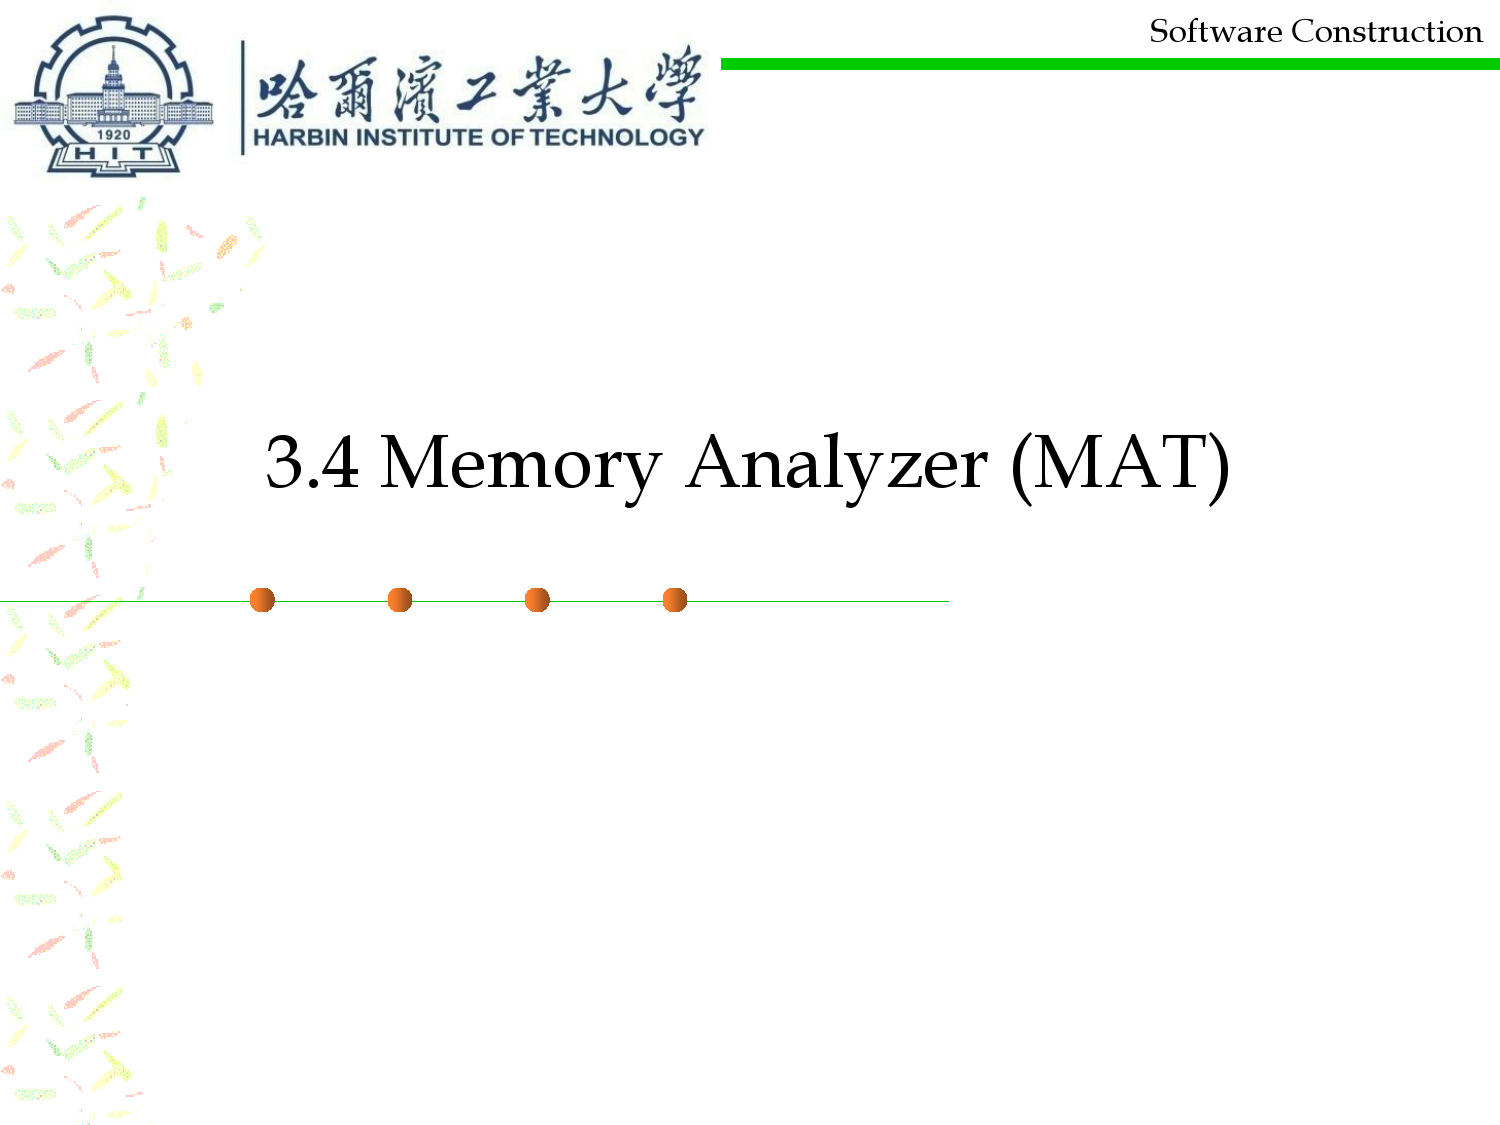 Software Construction
哈爾濱工業大學
HARBIN INSTITUTE OF TECHNOLOGY
1920
HIT
3.4 Memory Analyzer (MAT)